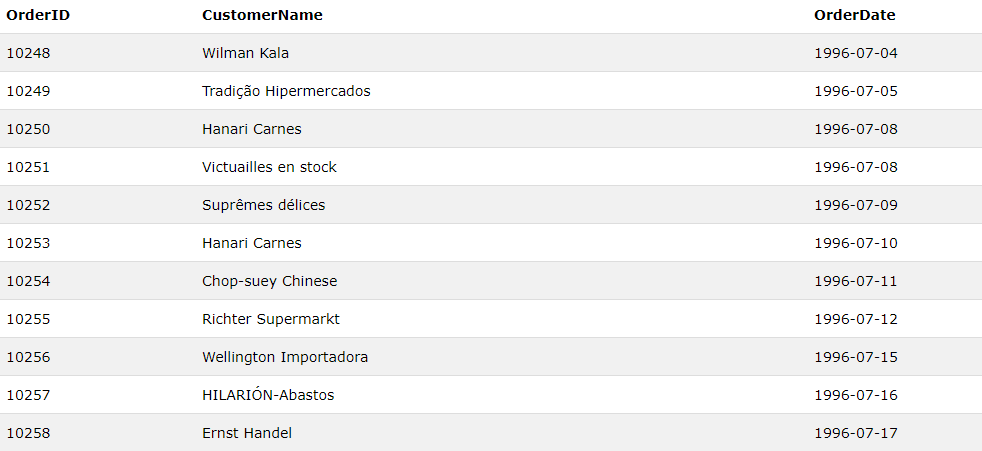 OrderID CustomerName OrderDate
10248 Wilman Kala 1996-07-04
10249 Tradição Hipermercados 1996-07-05
10250 Hanari Carnes 1996-07-08
10251 Victuailles en stock 1996-07-08
10252 Suprêmes délices 1996-07-09
10253 Hanari Carnes 1996-07-10
10254 Chop-suey Chinese 1996-07-11
10255 Richter Supermarkt 1996-07-12
10256 Wellington Importadora 1996-07-15
10257 HILARIÓN-Abastos 1996-07-16
10258 Ernst Handel 1996-07-17